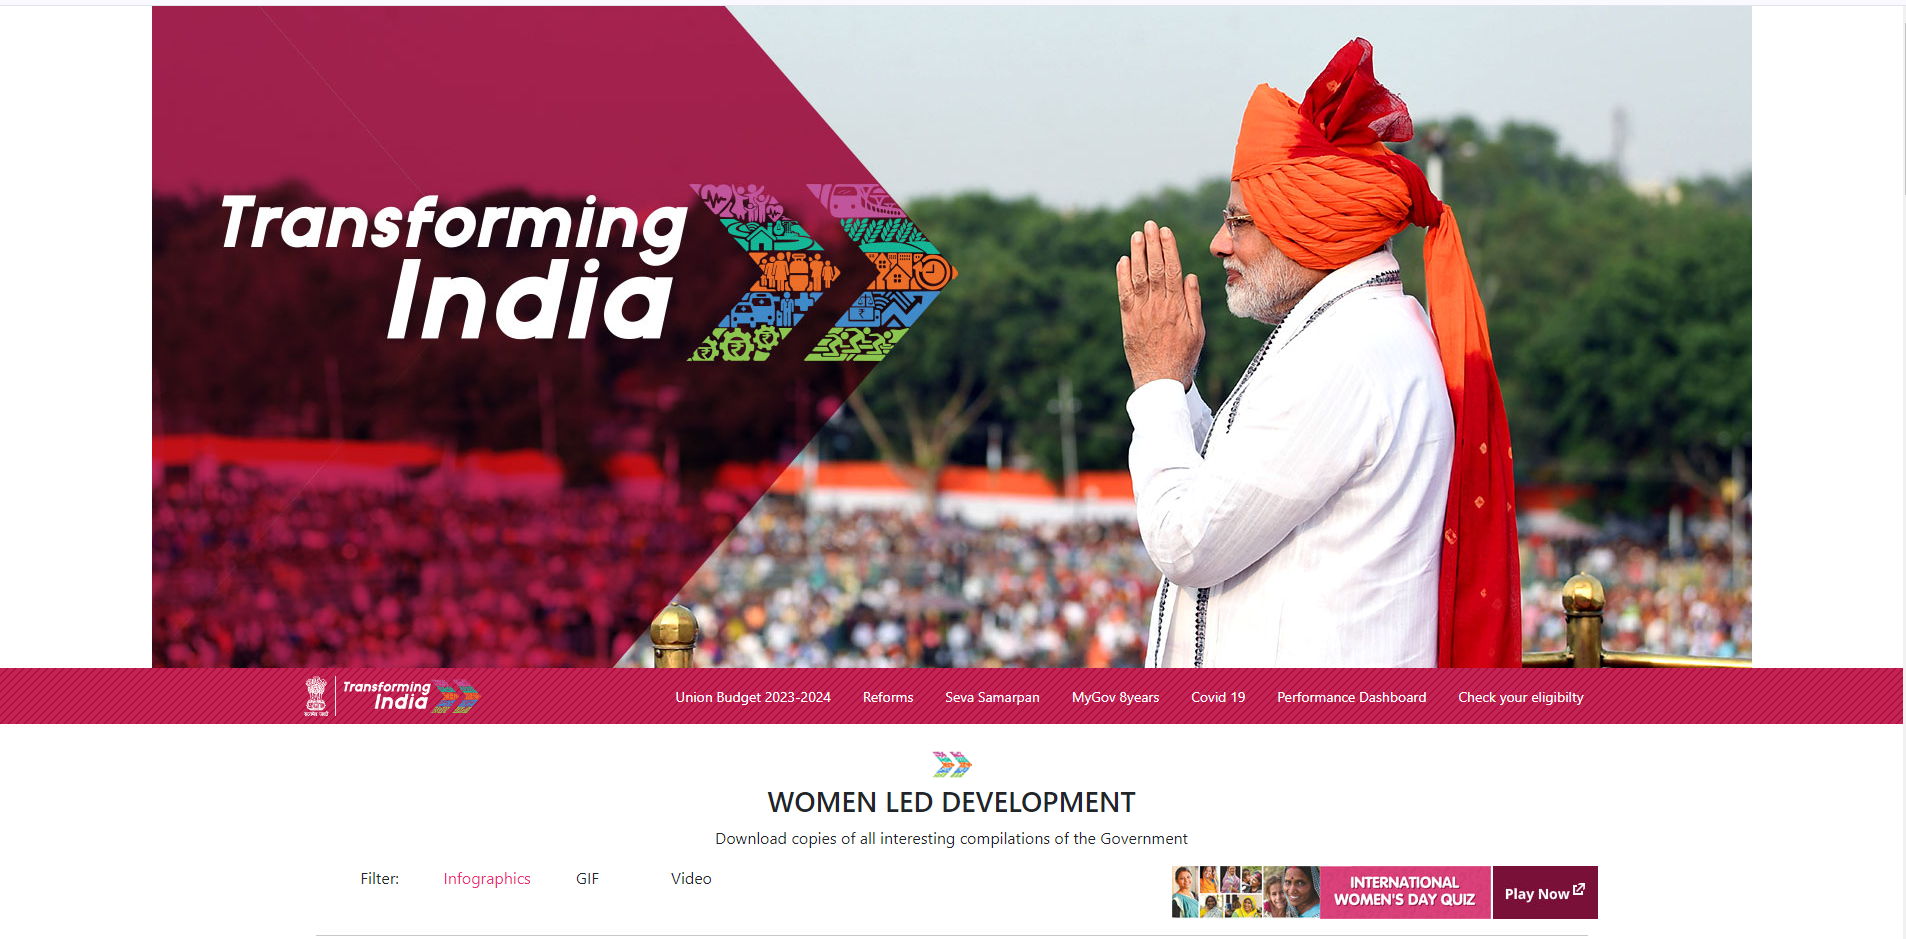 Transforming
India
Transforming
India
Union Budget 2023-2024
Reforms
Seva Samarpan
MyGov 8years
Covid 19
Performance Dashboard
Check your eligibilty
WOMEN LED DEVELOPMENT
Download copies of all interesting compilations of the Government
Filter:
Infographics
GIF
Video
INTERNATIONAL
WOMEN'S DAY QUIZ
Play Now